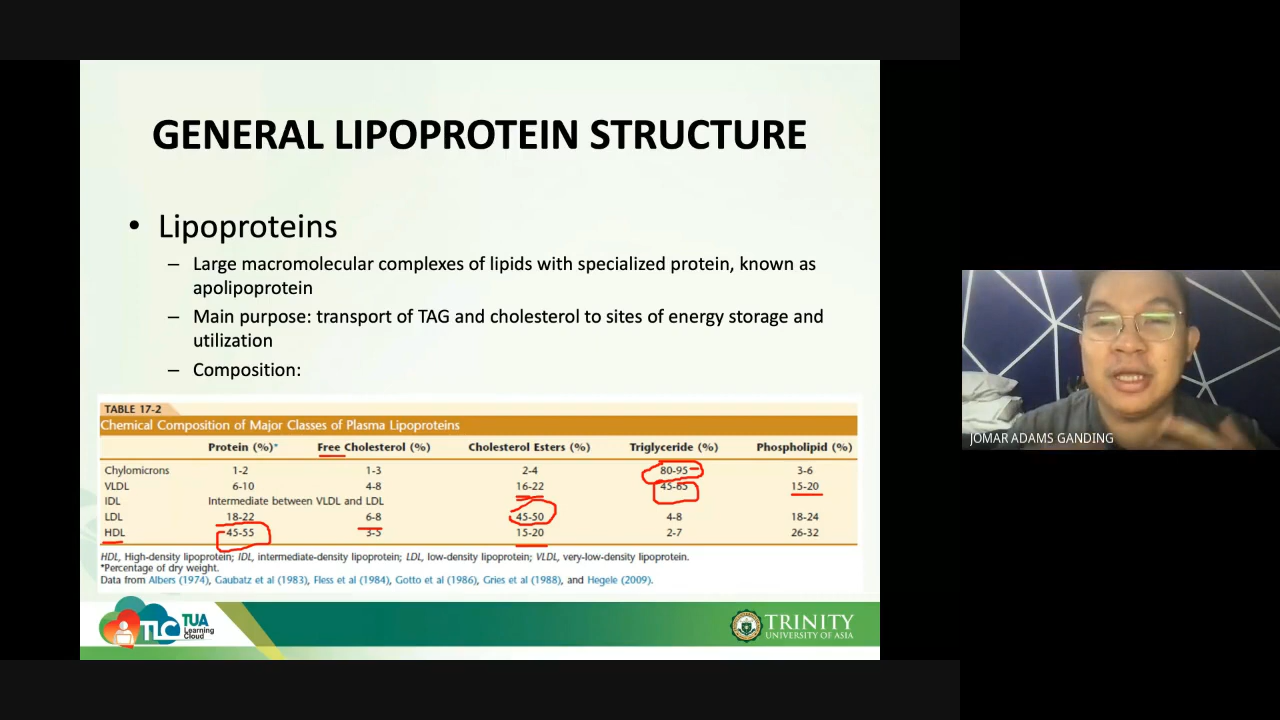 GENERAL LIPOPROTEIN STRUCTURE
• Lipoproteins
– Large macromolecular complexes of lipids with specialized protein, known as
apolipoprotein
– Main purpose: transport of TAG and cholesterol to sites of energy storage and
utilization
– Composition:
TABLE 17-2
Chemical Composition of Major Classes of Plasma Lipoproteins
Protein (%)* Free Cholesterol (%) Cholesterol Esters (%) Triglyceride (%) Phospholipid (%)
Chylomicrons 1-2 1-3 2-4 80-95 3-6
VLDL 6-10 4-8 16-22 45-65 15-20
IDL Intermediate between VLDL and LDL
LDL 18-22 6-8 45-50 4-8 18-24
HDL 45-55 3-5 15-20 2-7 26-32
HDL, High-density lipoprotein; IDL, intermediate-density lipoprotein; LDL, low-density lipoprotein; VLDL, very-low-density lipoprotein.
*Percentage of dry weight.
Data from Albers (1974), Gaubatz et al (1983), Fless et al (1984), Gotto et al (1986), Gries et al (1988), and Hegele (2009).
TLC TUA
Learning
Cloud
TRINITY
UNIVERSITY OF ASIA
JOMAR ADAMS GANDING